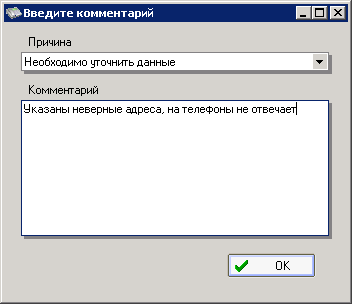 Введите комментарий
Причина
Необходимо уточнить данные
Комментарий
Указаны неверные адреса, на телефоны не отвечает
OK